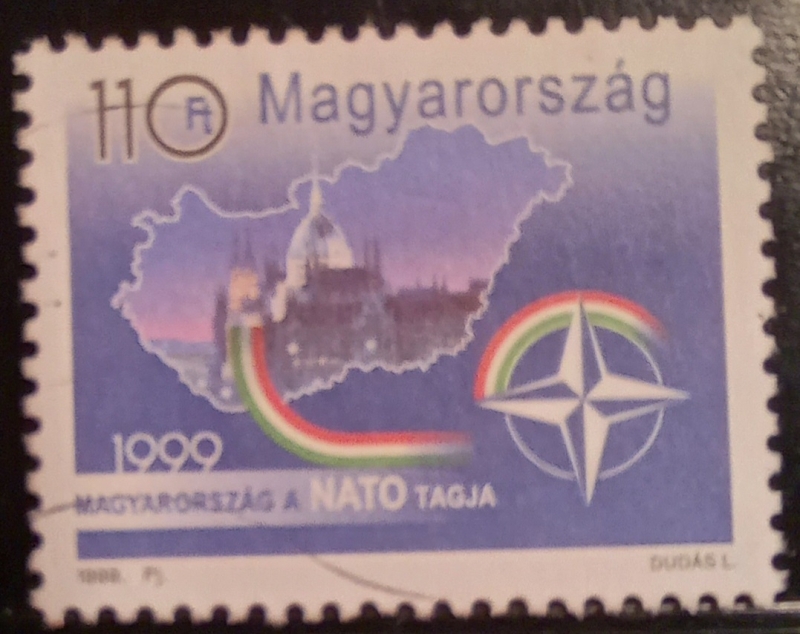 110 Ft Magyarország
1999
MAGYARORSZÁG A NATO TAGJA
1999. Pj. DUDÁS L.